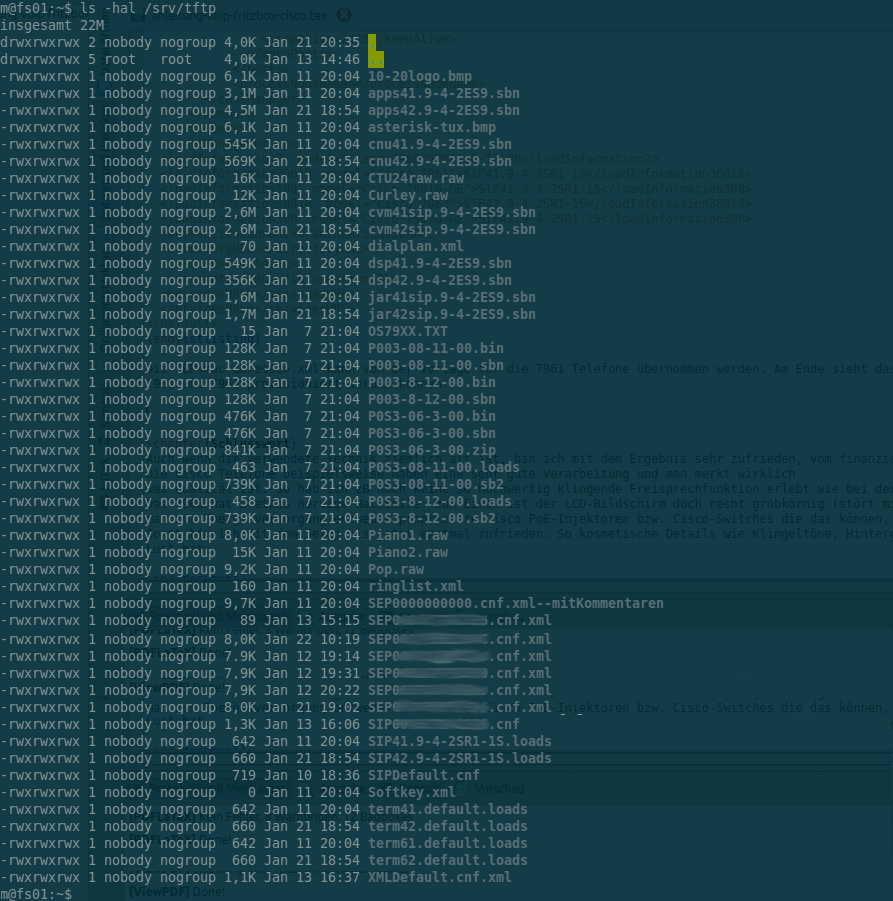 m@fs01:~$ ls -hal /srv/tftp
insgesamt 22M
drwxrwxrwx 2 nobody nogroup 4,0K Jan 21 20:35 .
drwxrwxrwx 5 root   root    4,0K Jan 13 14:46 ..
-rwxrwxrwx 1 nobody nogroup 6,1K Jan 11 20:04 10-20logo.bmp
-rwxrwxrwx 1 nobody nogroup 3,1M Jan 11 20:04 apps41.9-4-2ES9.sbn
-rwxrwxrwx 1 nobody nogroup 4,5M Jan 21 18:54 apps42.9-4-2ES9.sbn
-rwxrwxrwx 1 nobody nogroup 6,1K Jan 11 20:04 asterisk-tux.bmp
-rwxrwxrwx 1 nobody nogroup 545K Jan 11 20:04 cnu41.9-4-2ES9.sbn
-rwxrwxrwx 1 nobody nogroup 569K Jan 21 18:54 cnu42.9-4-2ES9.sbn
-rwxrwxrwx 1 nobody nogroup  16K Jan 11 20:04 CTU24raw.raw
-rwxrwxrwx 1 nobody nogroup  12K Jan 11 20:04 Curley.raw
-rwxrwxrwx 1 nobody nogroup 2,6M Jan 11 20:04 cvm41sip.9-4-2ES9.sbn
-rwxrwxrwx 1 nobody nogroup 2,6M Jan 21 18:54 cvm42sip.9-4-2ES9.sbn
-rwxrwxrwx 1 nobody nogroup   70 Jan 11 20:04 dialplan.xml
-rwxrwxrwx 1 nobody nogroup 549K Jan 11 20:04 dsp41.9-4-2ES9.sbn
-rwxrwxrwx 1 nobody nogroup 356K Jan 21 18:54 dsp42.9-4-2ES9.sbn
-rwxrwxrwx 1 nobody nogroup 1,6M Jan 11 20:04 jar41sip.9-4-2ES9.sbn
-rwxrwxrwx 1 nobody nogroup 1,7M Jan 21 18:54 jar42sip.9-4-2ES9.sbn
-rwxrwxrwx 1 nobody nogroup   15 Jan  7 21:04 OS79XX.TXT
-rwxrwxrwx 1 nobody nogroup 128K Jan  7 21:04 P003-08-11-00.bin
-rwxrwxrwx 1 nobody nogroup 128K Jan  7 21:04 P003-08-11-00.sbn
-rwxrwxrwx 1 nobody nogroup 128K Jan  7 21:04 P003-8-12-00.bin
-rwxrwxrwx 1 nobody nogroup 128K Jan  7 21:04 P003-8-12-00.sbn
-rwxrwxrwx 1 nobody nogroup 476K Jan  7 21:04 P0S3-06-3-00.bin
-rwxrwxrwx 1 nobody nogroup 476K Jan  7 21:04 P0S3-06-3-00.sbn
-rwxrwxrwx 1 nobody nogroup 841K Jan  7 21:04 P0S3-06-3-00.zip
-rwxrwxrwx 1 nobody nogroup  463 Jan  7 21:04 P0S3-08-11-00.loads
-rwxrwxrwx 1 nobody nogroup 739K Jan  7 21:04 P0S3-08-11-00.sb2
-rwxrwxrwx 1 nobody nogroup  458 Jan  7 21:04 P0S3-8-12-00.loads
-rwxrwxrwx 1 nobody nogroup 739K Jan  7 21:04 P0S3-8-12-00.sb2
-rwxrwxrwx 1 nobody nogroup 8,0K Jan 11 20:04 Piano1.raw
-rwxrwxrwx 1 nobody nogroup  15K Jan 11 20:04 Piano2.raw
-rwxrwxrwx 1 nobody nogroup 9,2K Jan 11 20:04 Pop.raw
-rwxrwxrwx 1 nobody nogroup  160 Jan 11 20:04 ringlist.xml
-rwxrwxrwx 1 nobody nogroup 9,7K Jan 11 20:04 SEP0000000000.cnf.xml--mitKommentaren
-rwxrwxrwx 1 nobody nogroup   89 Jan 13 15:15 SEP0 .cnf.xml
-rwxrwxrwx 1 nobody nogroup 8,0K Jan 22 10:19 SEP0 .cnf.xml
-rwxrwxrwx 1 nobody nogroup 7.9K Jan 12 19:14 SEP0 .cnf.xml
-rwxrwxrwx 1 nobody nogroup 7,9K Jan 12 19:31 SEP0 .cnf.xml
-rwxrwxrwx 1 nobody nogroup 7,9K Jan 12 20:22 SEP0 .cnf.xml
-rwxrwxrwx 1 nobody nogroup 8,0K Jan 21 19:02 SEP0 .cnf.xml
-rwxrwxrwx 1 nobody nogroup 1,3K Jan 13 16:06 SIP0 .cnf
-rwxrwxrwx 1 nobody nogroup  642 Jan 11 20:04 SIP41.9-4-2SR1-1S.loads
-rwxrwxrwx 1 nobody nogroup  660 Jan 21 18:54 SIP42.9-4-2SR1-1S.loads
-rwxrwxrwx 1 nobody nogroup  719 Jan 10 18:36 SIPDefault.cnf
-rwxrwxrwx 1 nobody nogroup    0 Jan 11 20:04 Softkey.xml
-rwxrwxrwx 1 nobody nogroup  642 Jan 11 20:04 term41.default.loads
-rwxrwxrwx 1 nobody nogroup  660 Jan 21 18:54 term42.default.loads
-rwxrwxrwx 1 nobody nogroup  642 Jan 11 20:04 term61.default.loads
-rwxrwxrwx 1 nobody nogroup  660 Jan 21 18:54 term62.default.loads
-rwxrwxrwx 1 nobody nogroup 1,1K Jan 13 16:37 XMLDefault.cnf.xml
m@fs01:~$